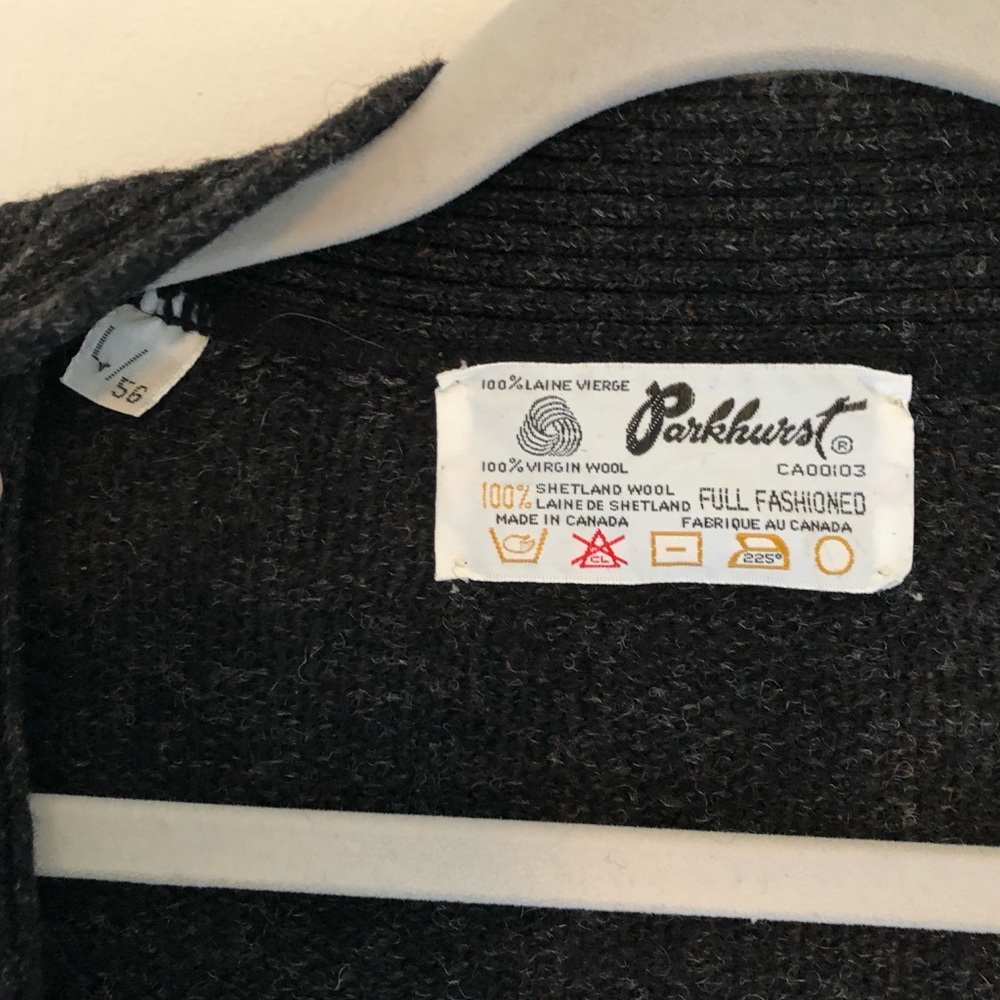 56
100% LAINE VIERGE
Parkhurst ®
100% VIRGIN WOOL CA00103
100% SHETLAND WOOL
LAINE DE SHETLAND FULL FASHIONED
MADE IN CANADA FABRIQUE AU CANADA
CL 225°